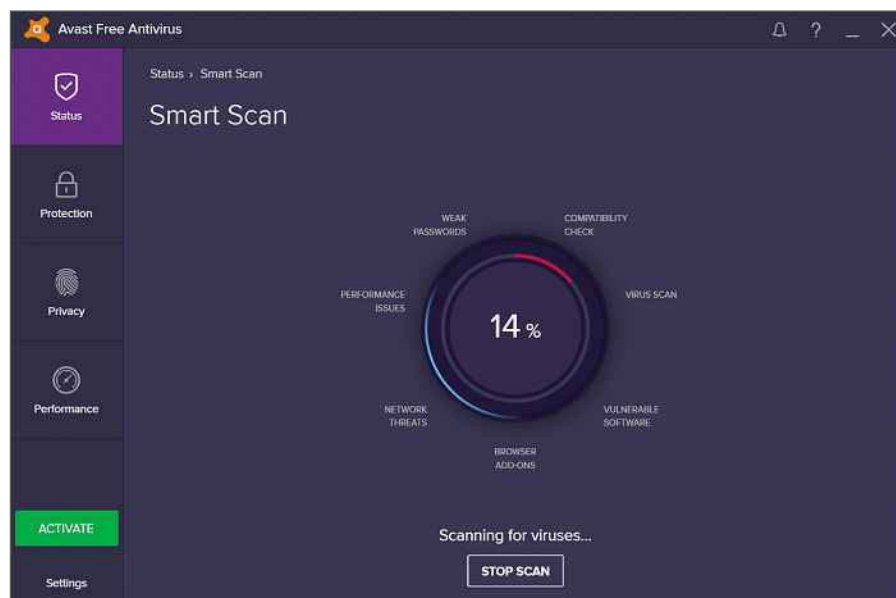 Avast Free Antivirus
?
Status
Protection
Privacy
Performance
ACTIVATE
Settings
Status › Smart Scan
Smart Scan
WEAK
PASSWORDS
COMPATIBILITY
CHECK
PERFORMANCE
ISSUES
VIRUS SCAN
14 %
NETWORK
THREATS
VULNERABLE
SOFTWARE
BROWSER
ADD-ONS
Scanning for viruses...
STOP SCAN